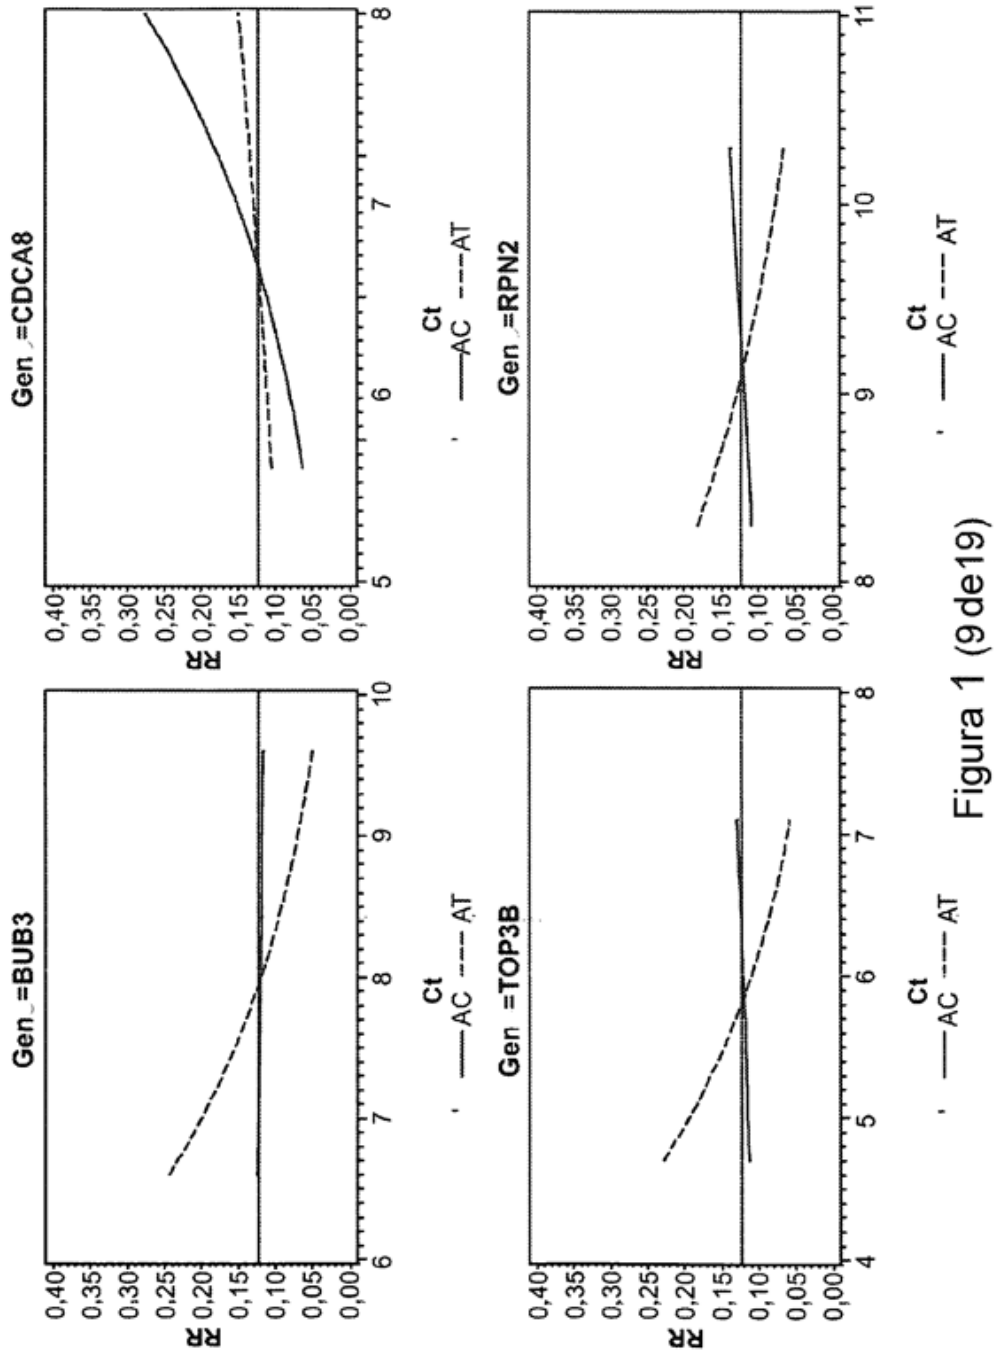 Gen =BUB3
RR
0,40
0,35
0,30
0,25
0,20
0,15
0,10
0,05
0,00
6 7 8 9 10
Ct
AC AT
Gen =CDCA8
RR
0,40
0,35
0,30
0,25
0,20
0,15
0,10
0,05
0,00
5 6 7 8
Ct
AC AT
Gen =TOP3B
RR
0,40
0,35
0,30
0,25
0,20
0,15
0,10
0,05
0,00
4 5 6 7 8
Ct
AC AT
Gen =RPN2
RR
0,40
0,35
0,30
0,25
0,20
0,15
0,10
0,05
0,00
8 9 10 11
Ct
AC AT
Figura 1 (9 de19)